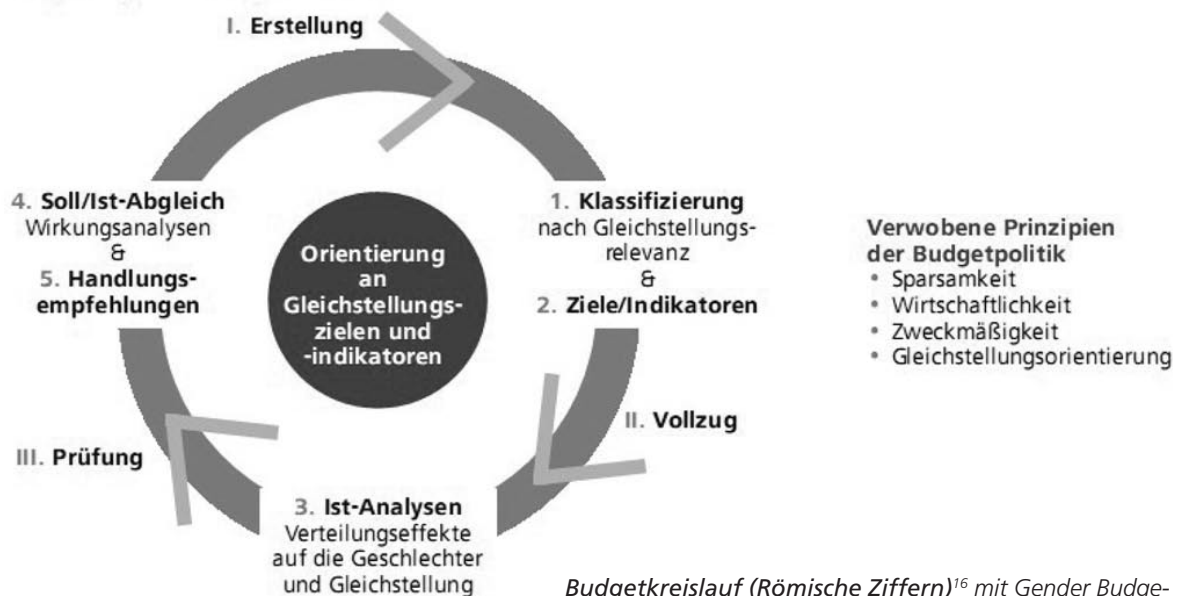 I. Erstellung
4. Soll/Ist-Abgleich
Wirkungsanalysen
&
5. Handlungs-
empfehlungen
Orientierung
an
Gleichstellungs-
zielen und
-indikatoren
1. Klassifizierung
nach Gleichstellungs-
relevanz
&
2. Ziele/Indikatoren
Verwobene Prinzipien
der Budgetpolitik
• Sparsamkeit
• Wirtschaftlichkeit
• Zweckmäßigkeit
• Gleichstellungsorientierung
II. Vollzug
III. Prüfung
3. Ist-Analysen
Verteilungseffekte
auf die Geschlechter
und Gleichstellung
Budgetkreislauf (Römische Ziffern)¹⁶ mit Gender Budge-